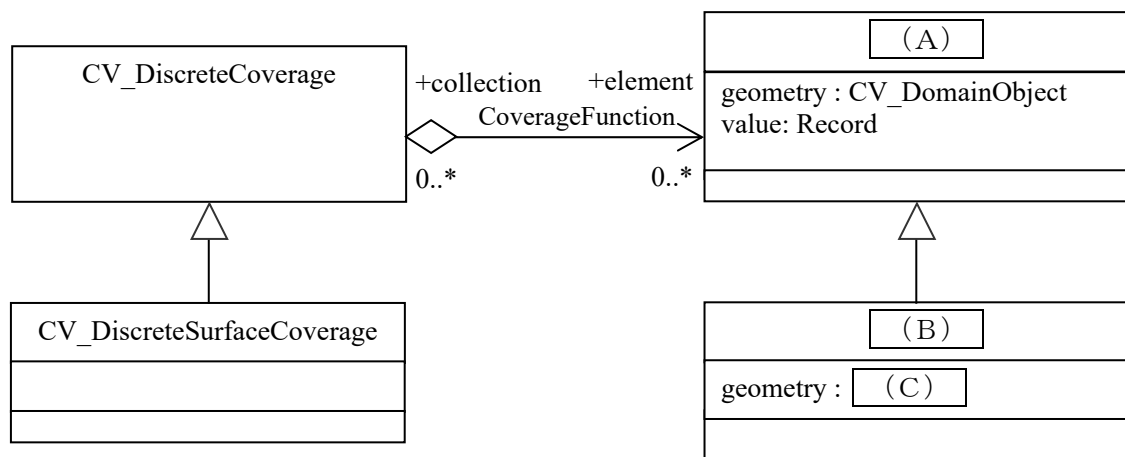 CV_DiscreteCoverage
+collection
+element
CoverageFunction
0..*
0..*
（A）
geometry : CV_DomainObject
value: Record
CV_DiscreteSurfaceCoverage
（B）
geometry : （C）